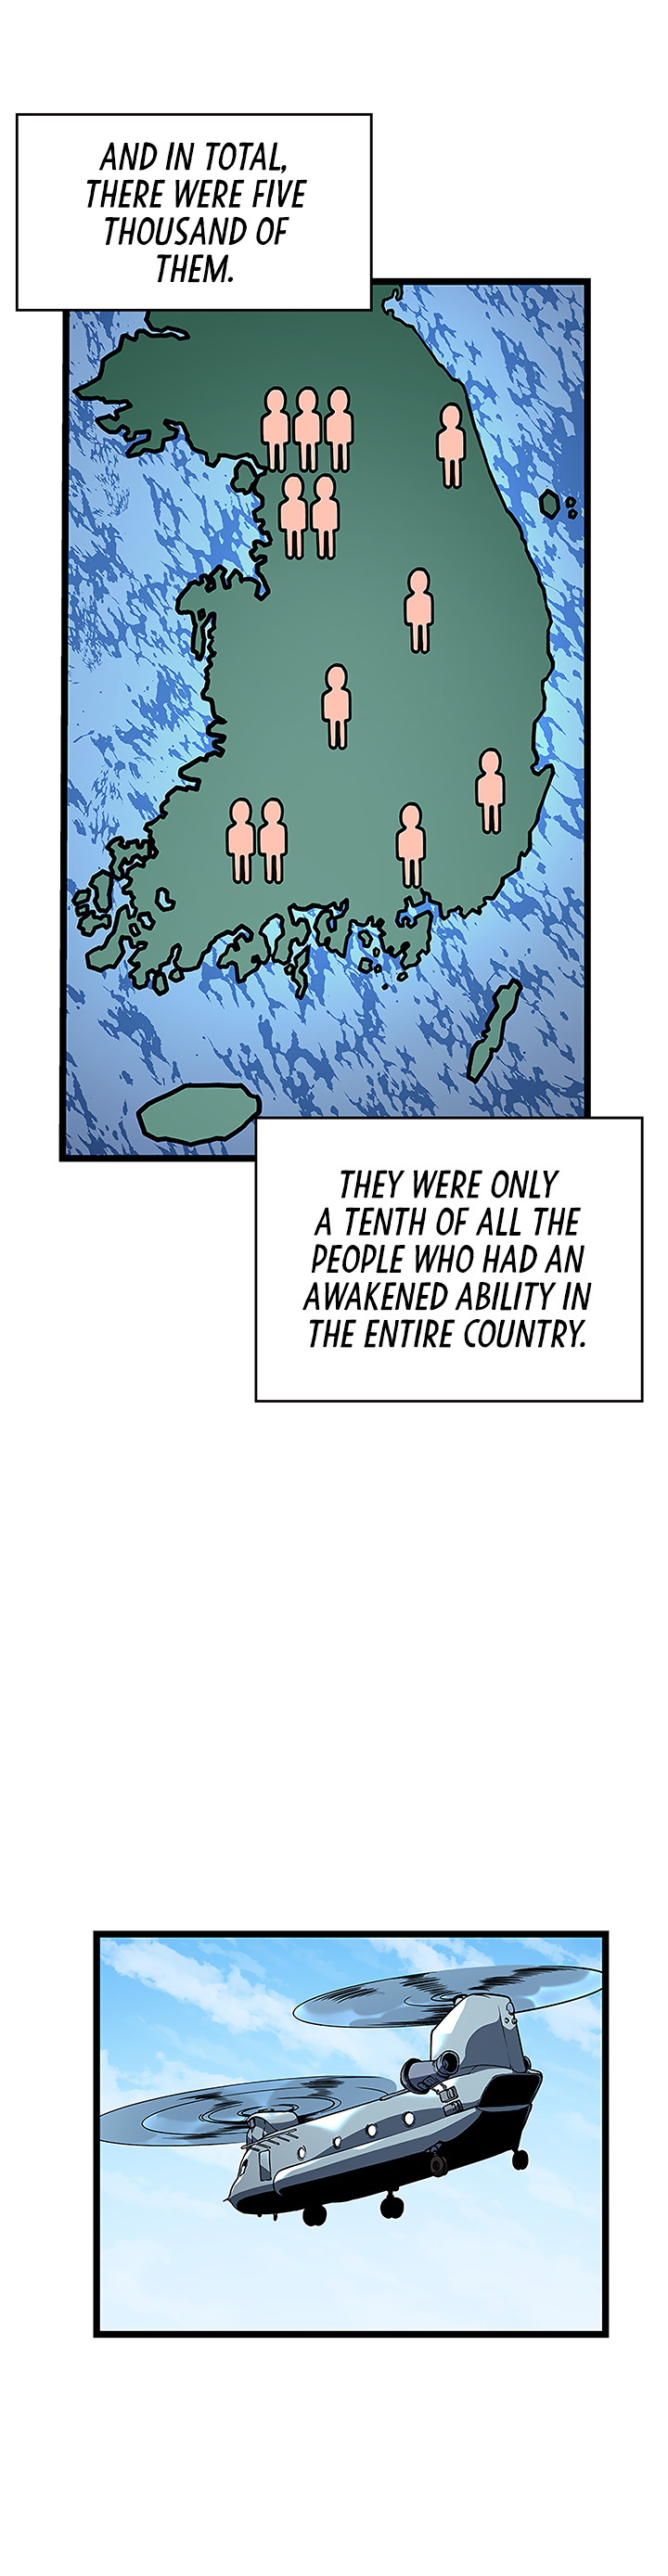 AND IN TOTAL,
THERE WERE FIVE
THOUSAND OF
THEM.
THEY WERE ONLY
A TENTH OF ALL THE
PEOPLE WHO HAD AN
AWAKENED ABILITY IN
THE ENTIRE COUNTRY.